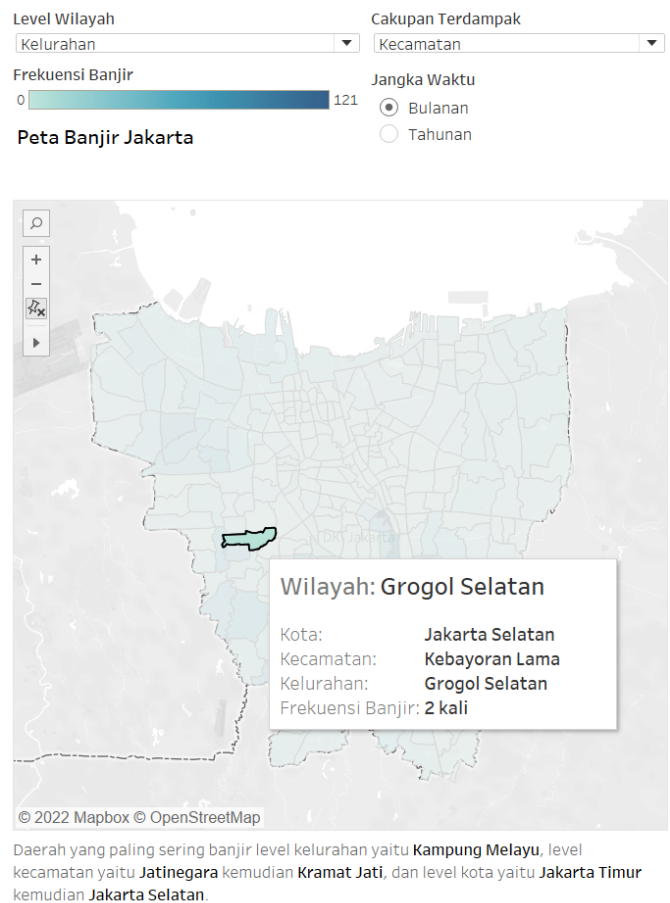 Level Wilayah
Cakupan Terdampak
Kelurahan
Kecamatan
Frekuensi Banjir
Jangka Waktu
0
121
Bulanan
Peta Banjir Jakarta
Tahunan
DKI Jakarta
Wilayah: Grogol Selatan
Kota: Jakarta Selatan
Kecamatan: Kebayoran Lama
Kelurahan: Grogol Selatan
Frekuensi Banjir: 2 kali
© 2022 Mapbox © OpenStreetMap
Daerah yang paling sering banjir level kelurahan yaitu Kampung Melayu, level
kecamatan yaitu Jatinegara kemudian Kramat Jati, dan level kota yaitu Jakarta Timur
kemudian Jakarta Selatan.